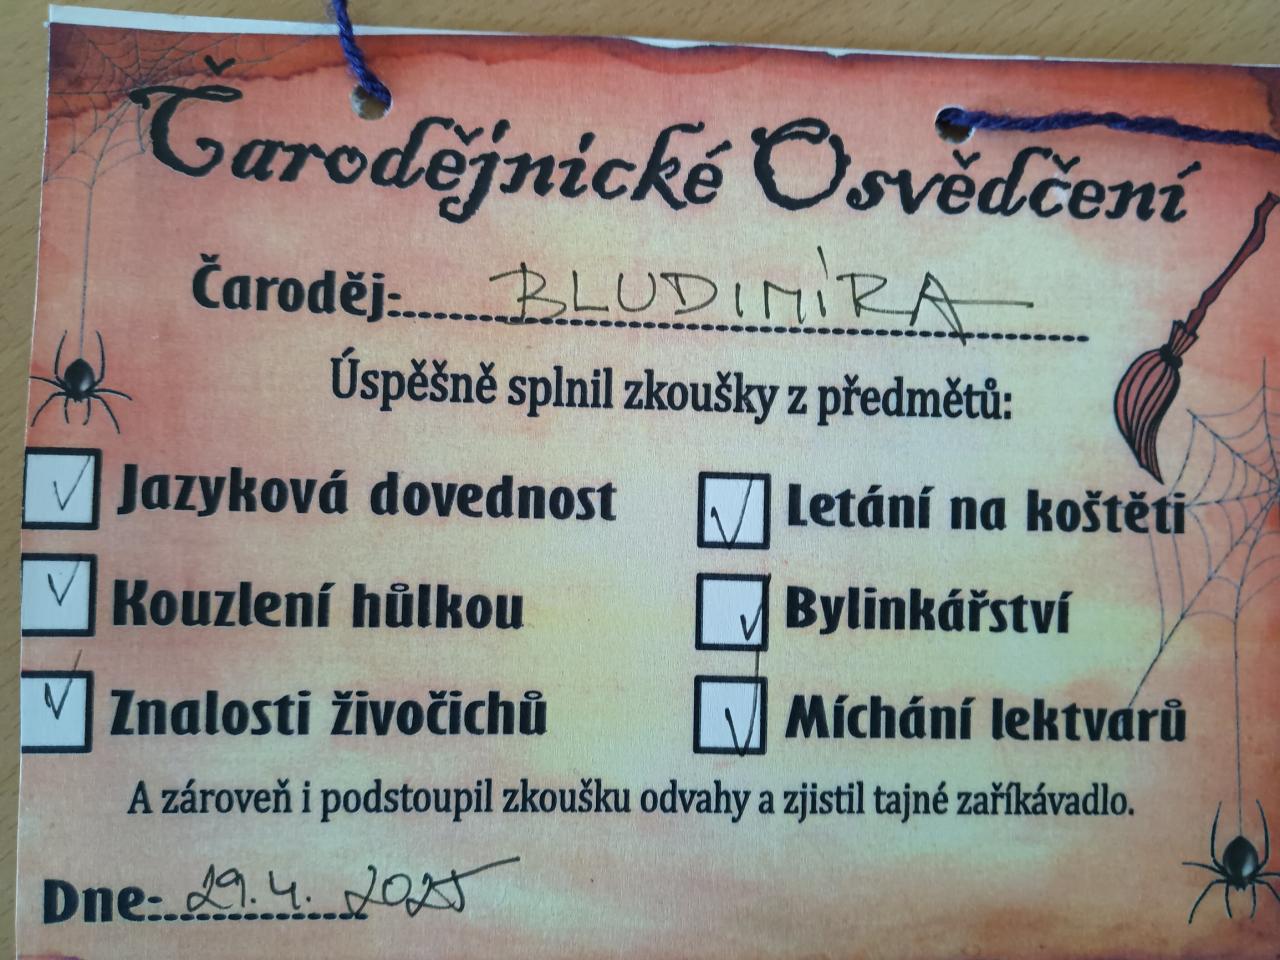 Čarodějnické Osvědčení
Čaroděj: BLUDIMÍRA
Úspěšně splnil zkoušky z předmětů:
Jazyková dovednost
Kouzlení hůlkou
Znalosti živočichů
Letání na koštěti
Bylinkářství
Míchání lektvarů
A zároveň i podstoupil zkoušku odvahy a zjistil tajné zaříkávadlo.
Dne: 29.4. 2025